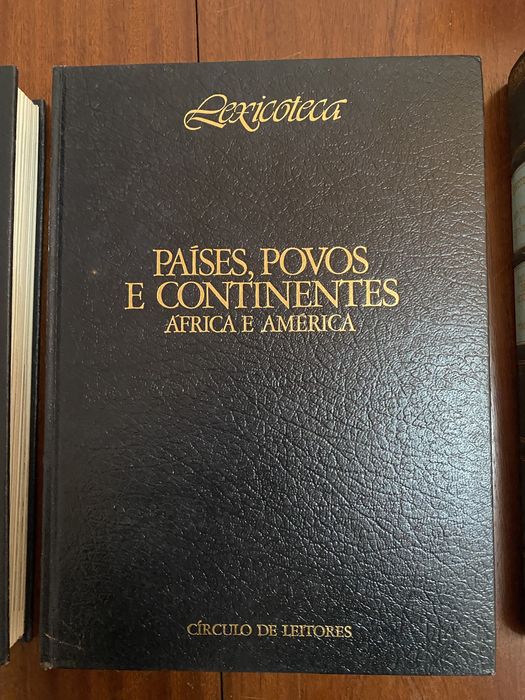 Lexicoteca
PAÍSES, POVOS
E CONTINENTES
ÁFRICA E AMÉRICA
CÍRCULO DE LEITORES